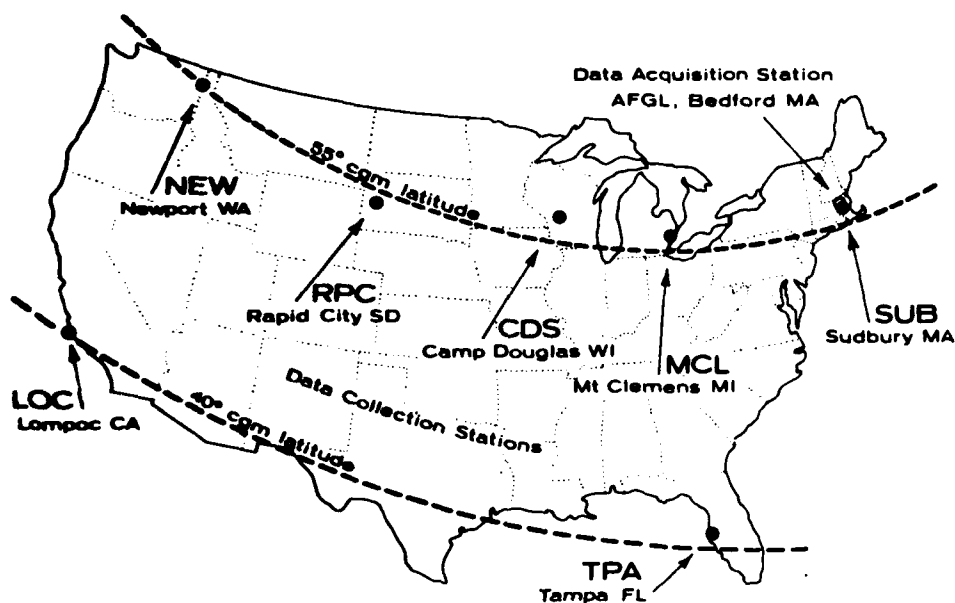 Data Acquisition Station
AFGL, Bedford MA
55° cgm latitude
NEW
Newport WA
RPC
Rapid City SD
CDS
Camp Douglas WI
SUB
Sudbury MA
MCL
Mt Clemens MI
LOC
Lompoc CA
40° cgm latitude
Data Collection Stations
TPA
Tampa FL